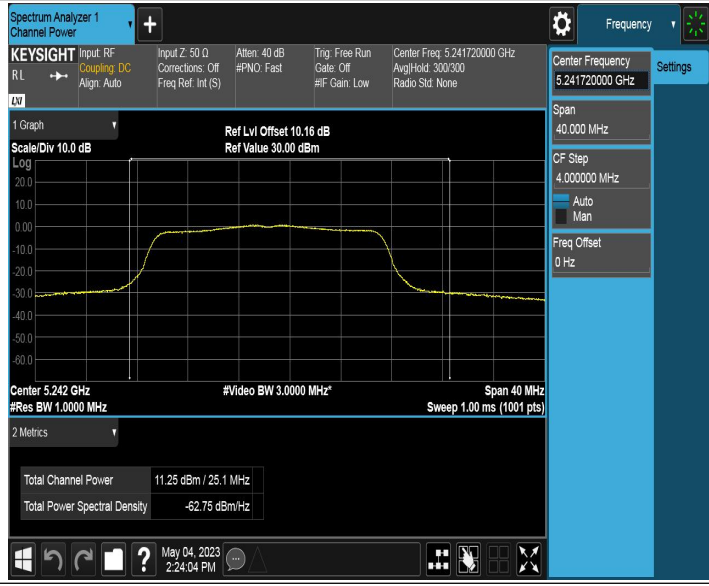 Spectrum Analyzer 1
Channel Power
Frequency
KEYSIGHT
RL
LXI
Input: RF
Coupling: DC
Align: Auto
Input Z: 50 Ω
Corrections: Off
Freq Ref: Int (S)
Atten: 40 dB
#PNO: Fast
Trig: Free Run
Gate: Off
#IF Gain: Low
Center Freq: 5.241720000 GHz
Avg|Hold: 300/300
Radio Std: None
Center Frequency
5.241720000 GHz
Settings
Span
40.000 MHz
CF Step
4.000000 MHz
Auto
Man
Freq Offset
0 Hz
1 Graph
Scale/Div 10.0 dB
Ref Lvl Offset 10.16 dB
Ref Value 30.00 dBm
Log
20.0
10.0
0.00
-10.0
-20.0
-30.0
-40.0
-50.0
-60.0
Center 5.242 GHz
#Video BW 3.0000 MHz*
Span 40 MHz
#Res BW 1.0000 MHz
Sweep 1.00 ms (1001 pts)
2 Metrics
Total Channel Power
11.25 dBm / 25.1 MHz
Total Power Spectral Density
-62.75 dBm/Hz
?
May 04, 2023
2:24:04 PM